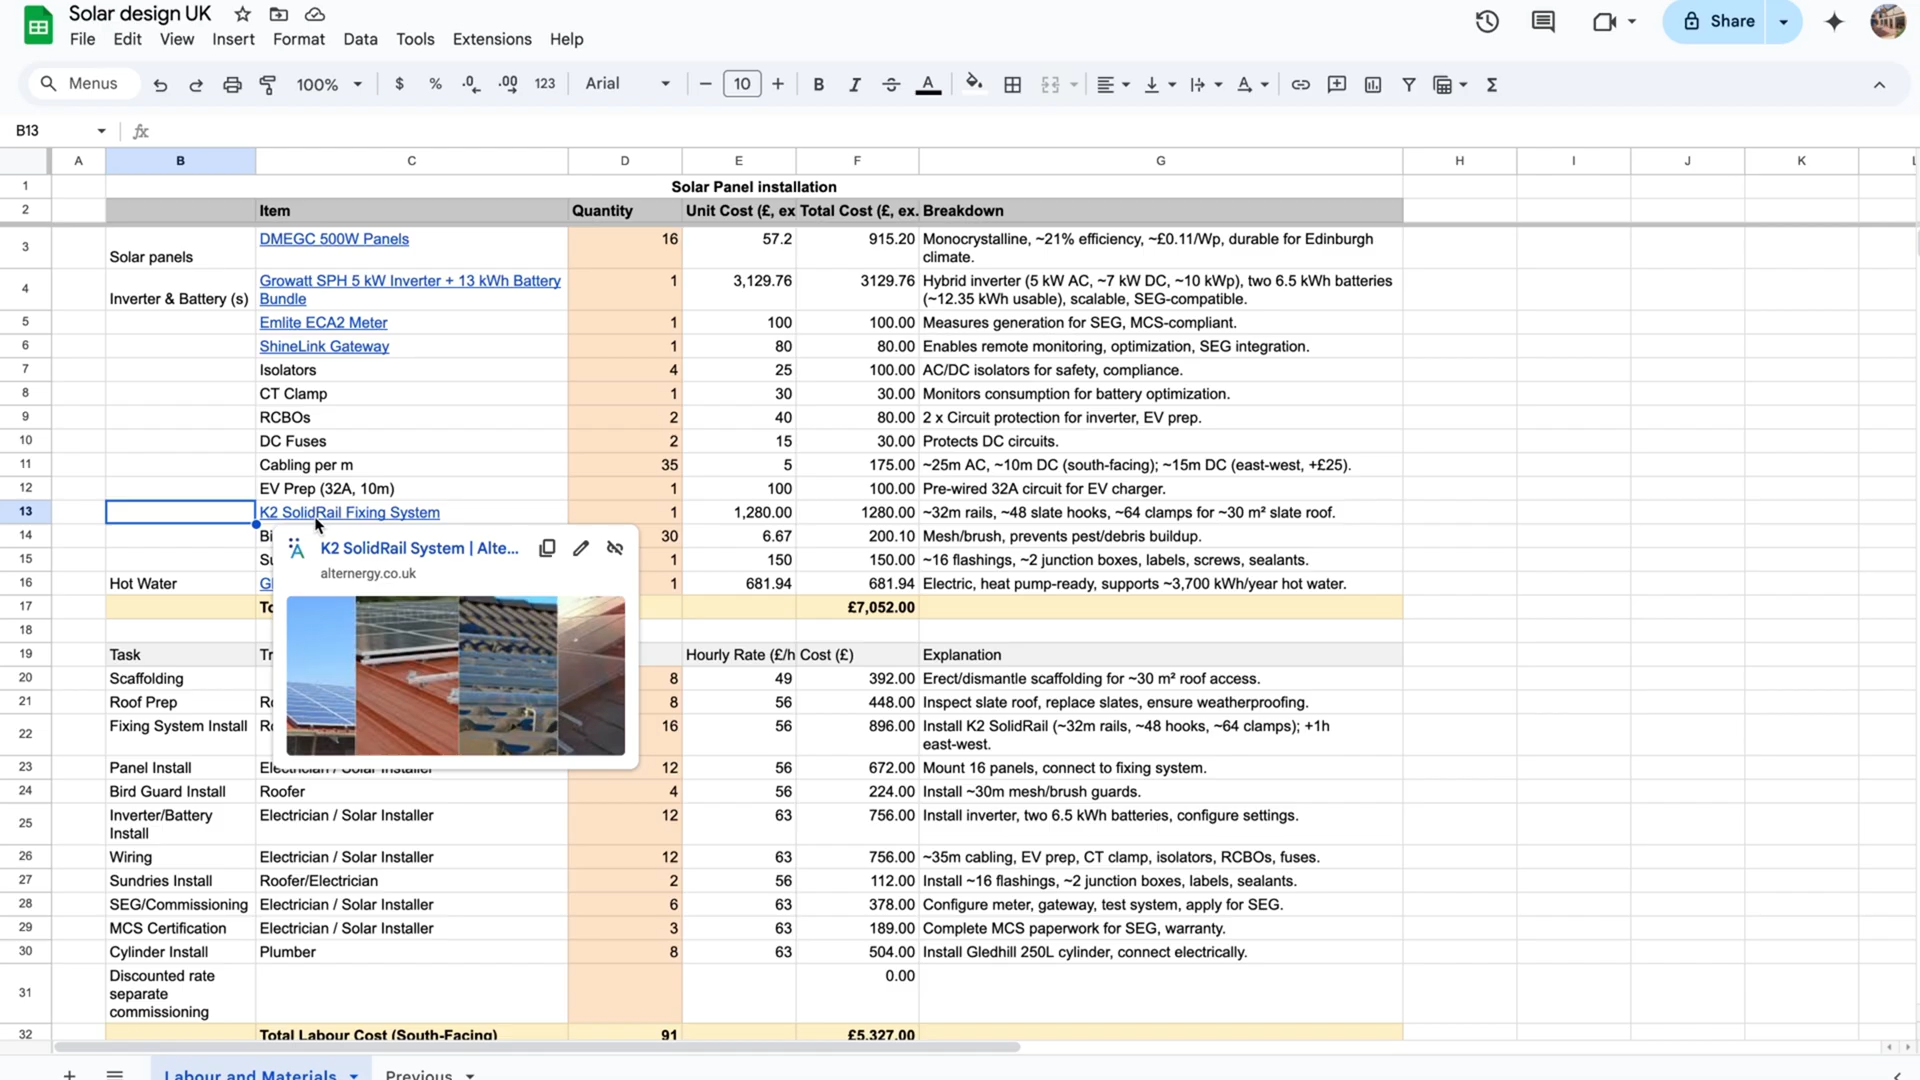 Solar design UK
File Edit View Insert Format Data Tools Extensions Help
Share
Menus 100% $ % .0 .00 123 Arial 10 B I A Σ
B13 fx
A B C D E F G H I J K L
1 Solar Panel installation
2 Item Quantity Unit Cost (£, ex Total Cost (£, ex. Breakdown
3 Solar panels DMEGC 500W Panels 16 57.2 915.20 Monocrystalline, ~21% efficiency, ~£0.11/Wp, durable for Edinburgh
climate.
4 Inverter & Battery (s) Growatt SPH 5 kW Inverter + 13 kWh Battery 1 3,129.76 3129.76 Hybrid inverter (5 kW AC, ~7 kW DC, ~10 kWp), two 6.5 kWh batteries
Bundle (~12.35 kWh usable), scalable, SEG-compatible.
5 Emlite ECA2 Meter 1 100 100.00 Measures generation for SEG, MCS-compliant.
6 ShineLink Gateway 1 80 80.00 Enables remote monitoring, optimization, SEG integration.
7 Isolators 4 25 100.00 AC/DC isolators for safety, compliance.
8 CT Clamp 1 30 30.00 Monitors consumption for battery optimization.
9 RCBOs 2 40 80.00 2 x Circuit protection for inverter, EV prep.
10 DC Fuses 2 15 30.00 Protects DC circuits.
11 Cabling per m 35 5 175.00 ~25m AC, ~10m DC (south-facing); ~15m DC (east-west, +£25).
12 EV Prep (32A, 10m) 1 100 100.00 Pre-wired 32A circuit for EV charger.
13 K2 SolidRail Fixing System 1 1,280.00 1280.00 ~32m rails, ~48 slate hooks, ~64 clamps for ~30 m² slate roof.
14 Bi 30 6.67 200.10 Mesh/brush, prevents pest/debris buildup.
K2 SolidRail System | Alte...
alternergy.co.uk
15 Su 1 150 150.00 ~16 flashings, ~2 junction boxes, labels, screws, sealants.
16 Hot Water Gl 1 681.94 681.94 Electric, heat pump-ready, supports ~3,700 kWh/year hot water.
17 To £7,052.00
18
19 Task Tr Hourly Rate (£/h Cost (£) Explanation
20 Scaffolding 8 49 392.00 Erect/dismantle scaffolding for ~30 m² roof access.
21 Roof Prep Ro 8 56 448.00 Inspect slate roof, replace slates, ensure weatherproofing.
22 Fixing System Install Ro 16 56 896.00 Install K2 SolidRail (~32m rails, ~48 hooks, ~64 clamps); +1h
east-west.
23 Panel Install Electrician / Solar Installer 12 56 672.00 Mount 16 panels, connect to fixing system.
24 Bird Guard Install Roofer 4 56 224.00 Install ~30m mesh/brush guards.
25 Inverter/Battery Electrician / Solar Installer 12 63 756.00 Install inverter, two 6.5 kWh batteries, configure settings.
Install
26 Wiring Electrician / Solar Installer 12 63 756.00 ~35m cabling, EV prep, CT clamp, isolators, RCBOs, fuses.
27 Sundries Install Roofer/Electrician 2 56 112.00 Install ~16 flashings, ~2 junction boxes, labels, sealants.
28 SEG/Commissioning Electrician / Solar Installer 6 63 378.00 Configure meter, gateway, test system, apply for SEG.
29 MCS Certification Electrician / Solar Installer 3 63 189.00 Complete MCS paperwork for SEG, warranty.
30 Cylinder Install Plumber 8 63 504.00 Install Gledhill 250L cylinder, connect electrically.
31 Discounted rate 0.00
separate
commissioning
32 Total Labour Cost (South-Facing) 91 £5,327.00
Labour and Materials Previous